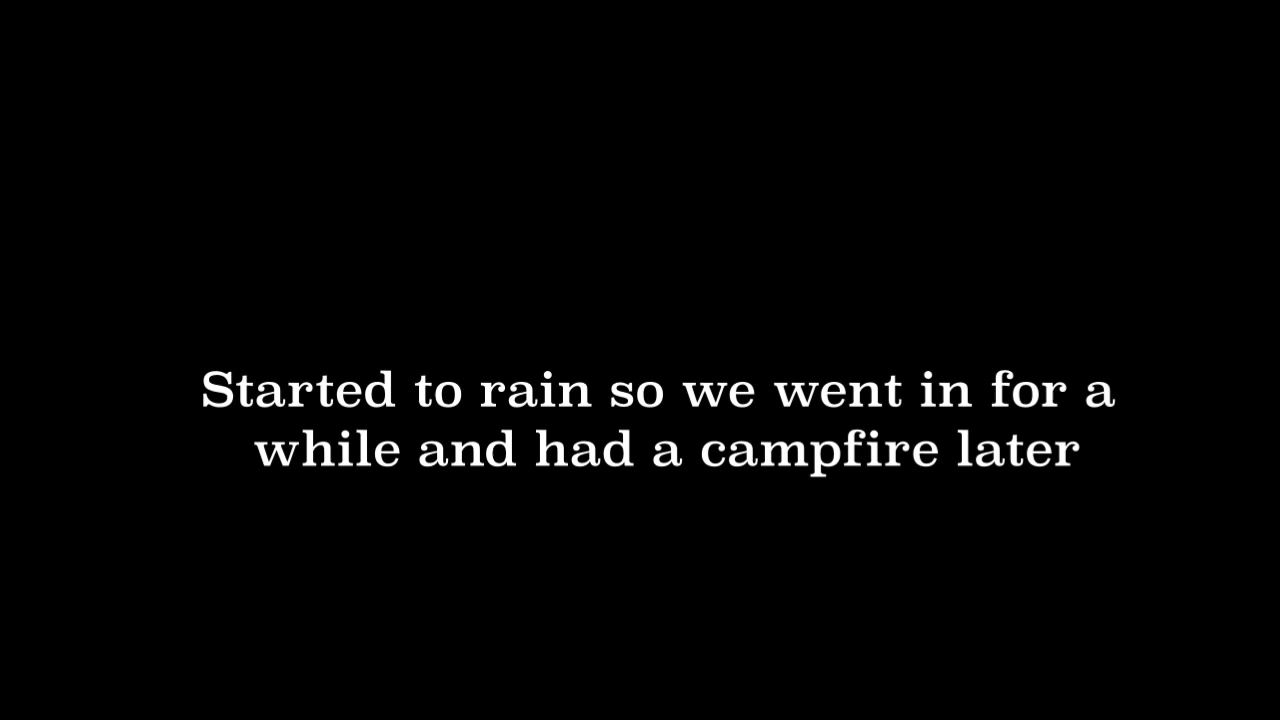 Started to rain so we went in for a
while and had a campfire later